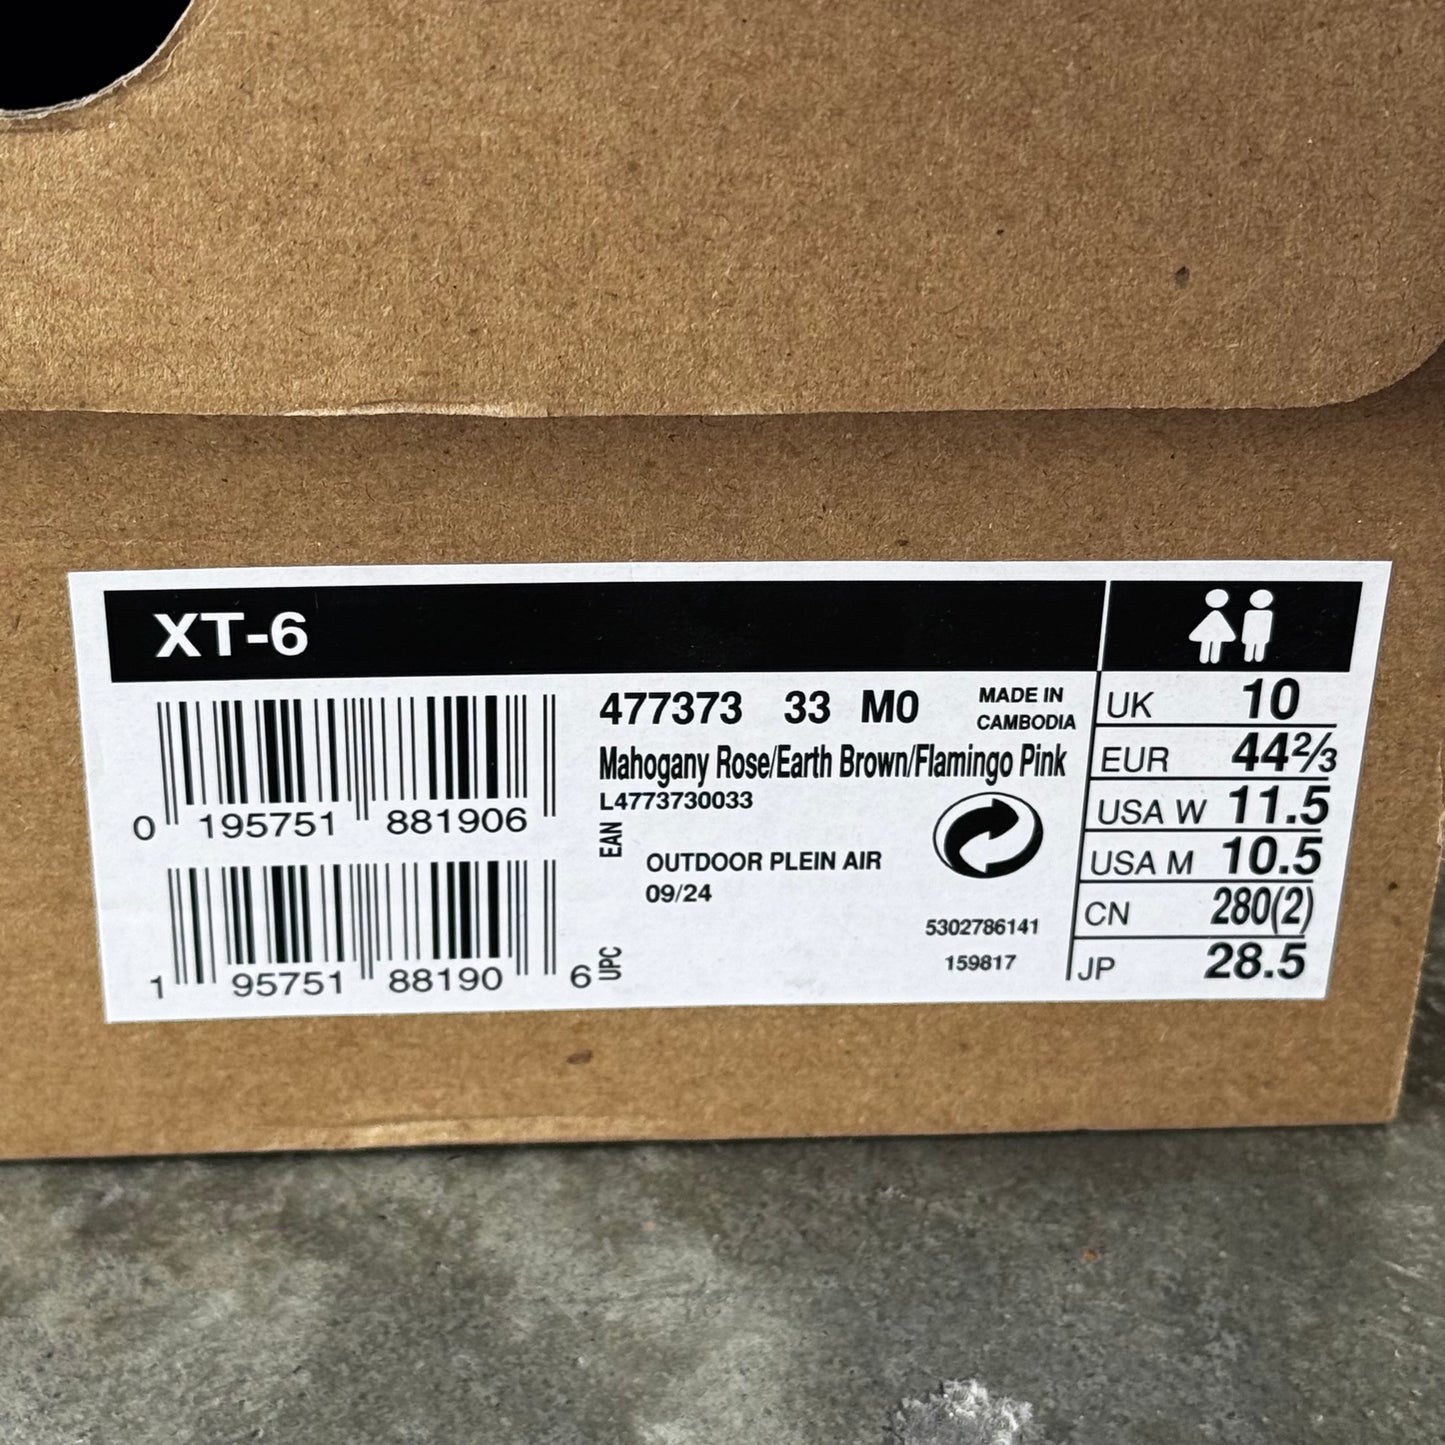 XT-6
477373 33 M0
MADE IN
CAMBODIA
Mahogany Rose/Earth Brown/Flamingo Pink
L4773730033
0 195751 881906
EAN
OUTDOOR PLEIN AIR
09/24
1 95751 88190 6
UPC
5302786141
159817
UK 10
EUR 44⅔
USA W 11.5
USA M 10.5
CN 280(2)
JP 28.5